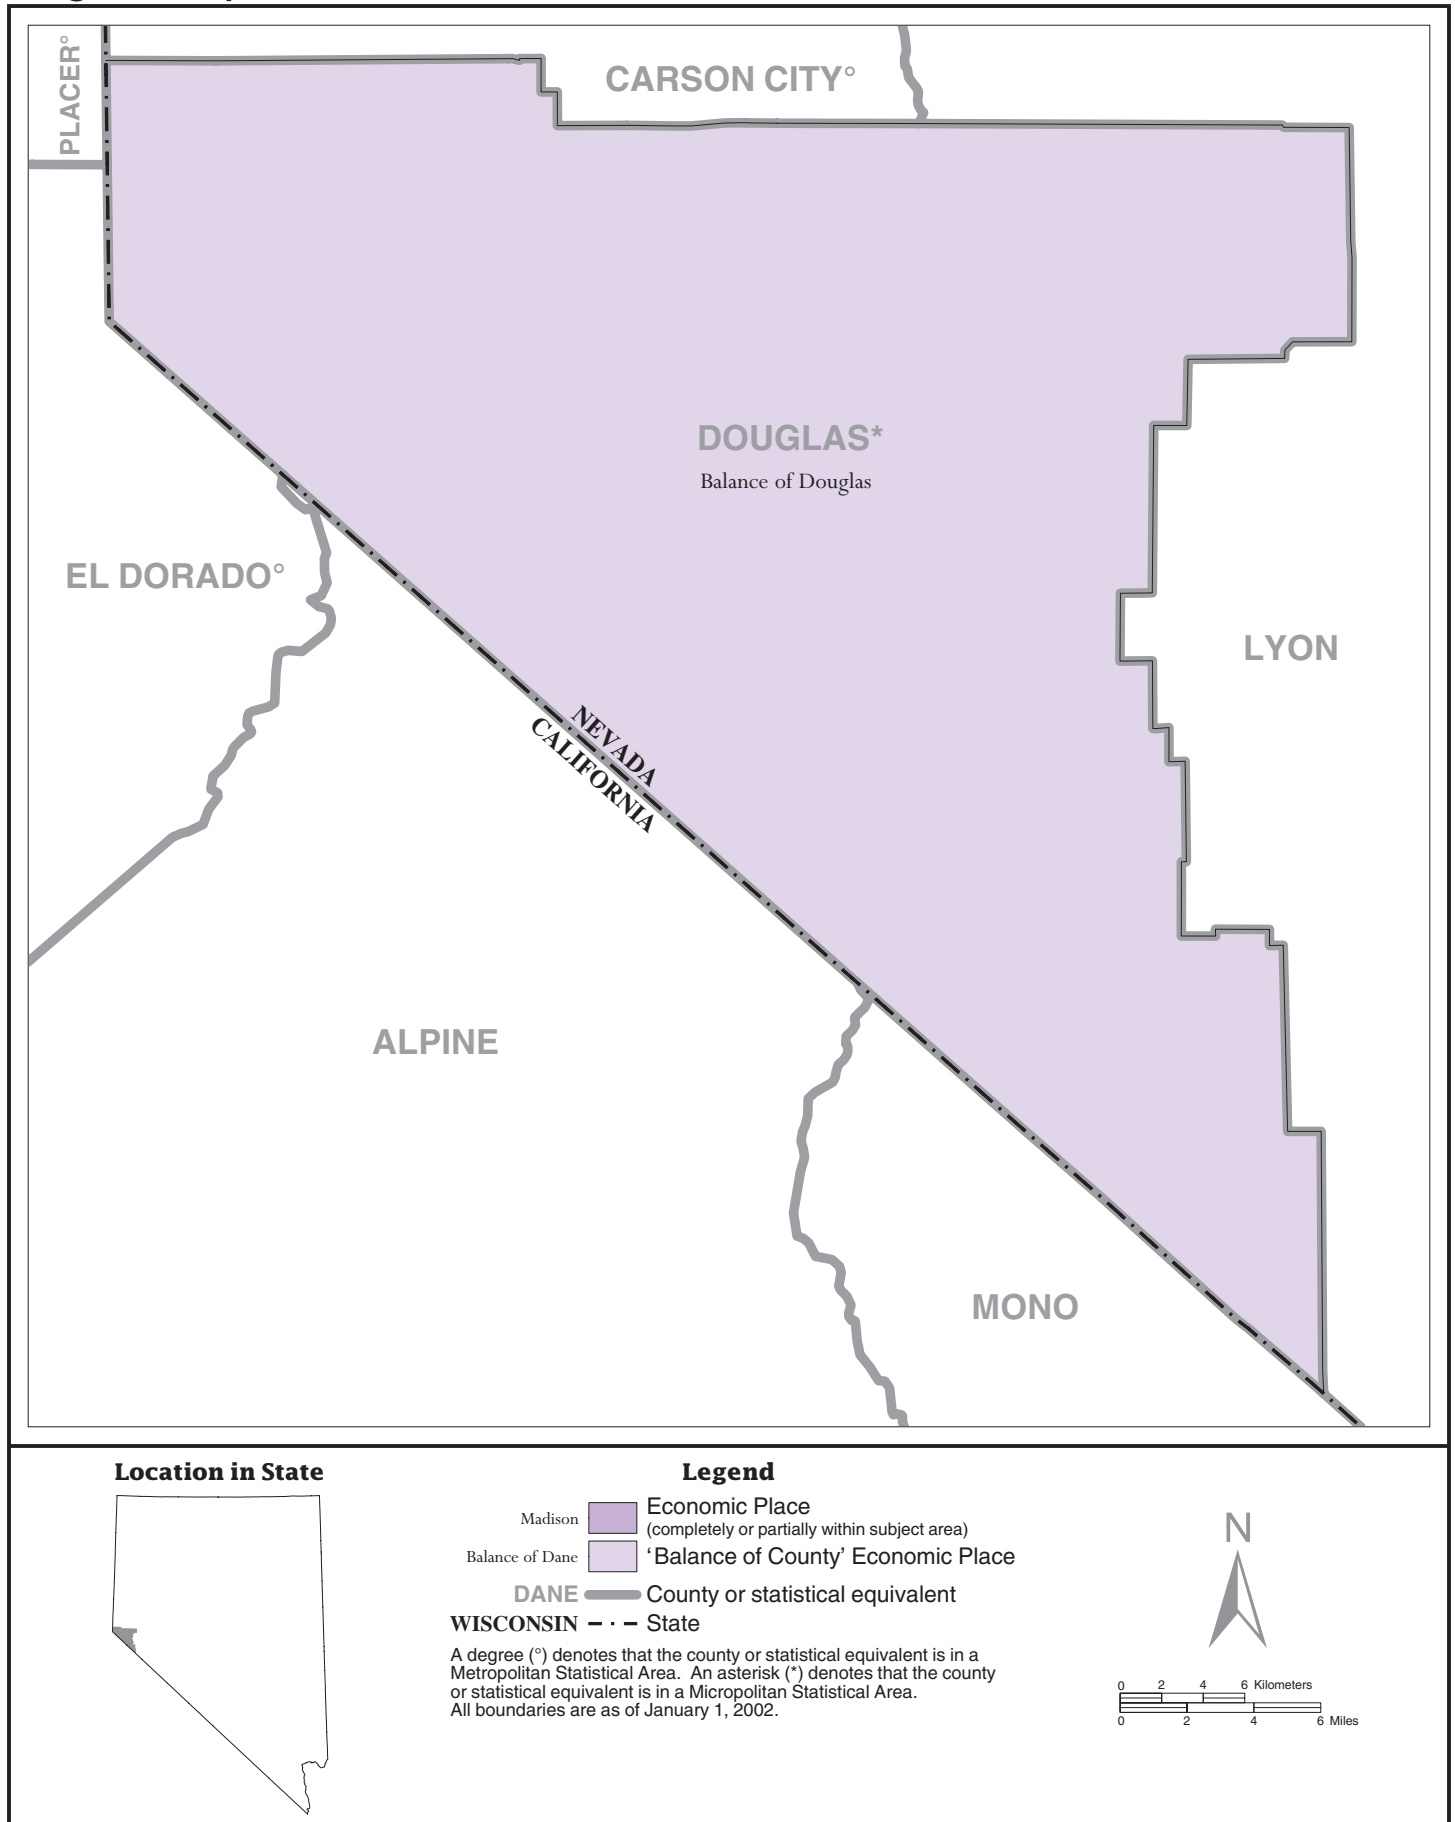 PLACER°
CARSON CITY°
DOUGLAS*
Balance of Douglas
EL DORADO°
LYON
NEVADA
CALIFORNIA
ALPINE
MONO
Location in State
Legend
Madison
Economic Place
(completely or partially within subject area)
Balance of Dane
'Balance of County' Economic Place
DANE
County or statistical equivalent
WISCONSIN
State
A degree (°) denotes that the county or statistical equivalent is in a
Metropolitan Statistical Area. An asterisk (*) denotes that the county
or statistical equivalent is in a Micropolitan Statistical Area.
All boundaries are as of January 1, 2002.
N
0 2 4 6 Kilometers
0 2 4 6 Miles